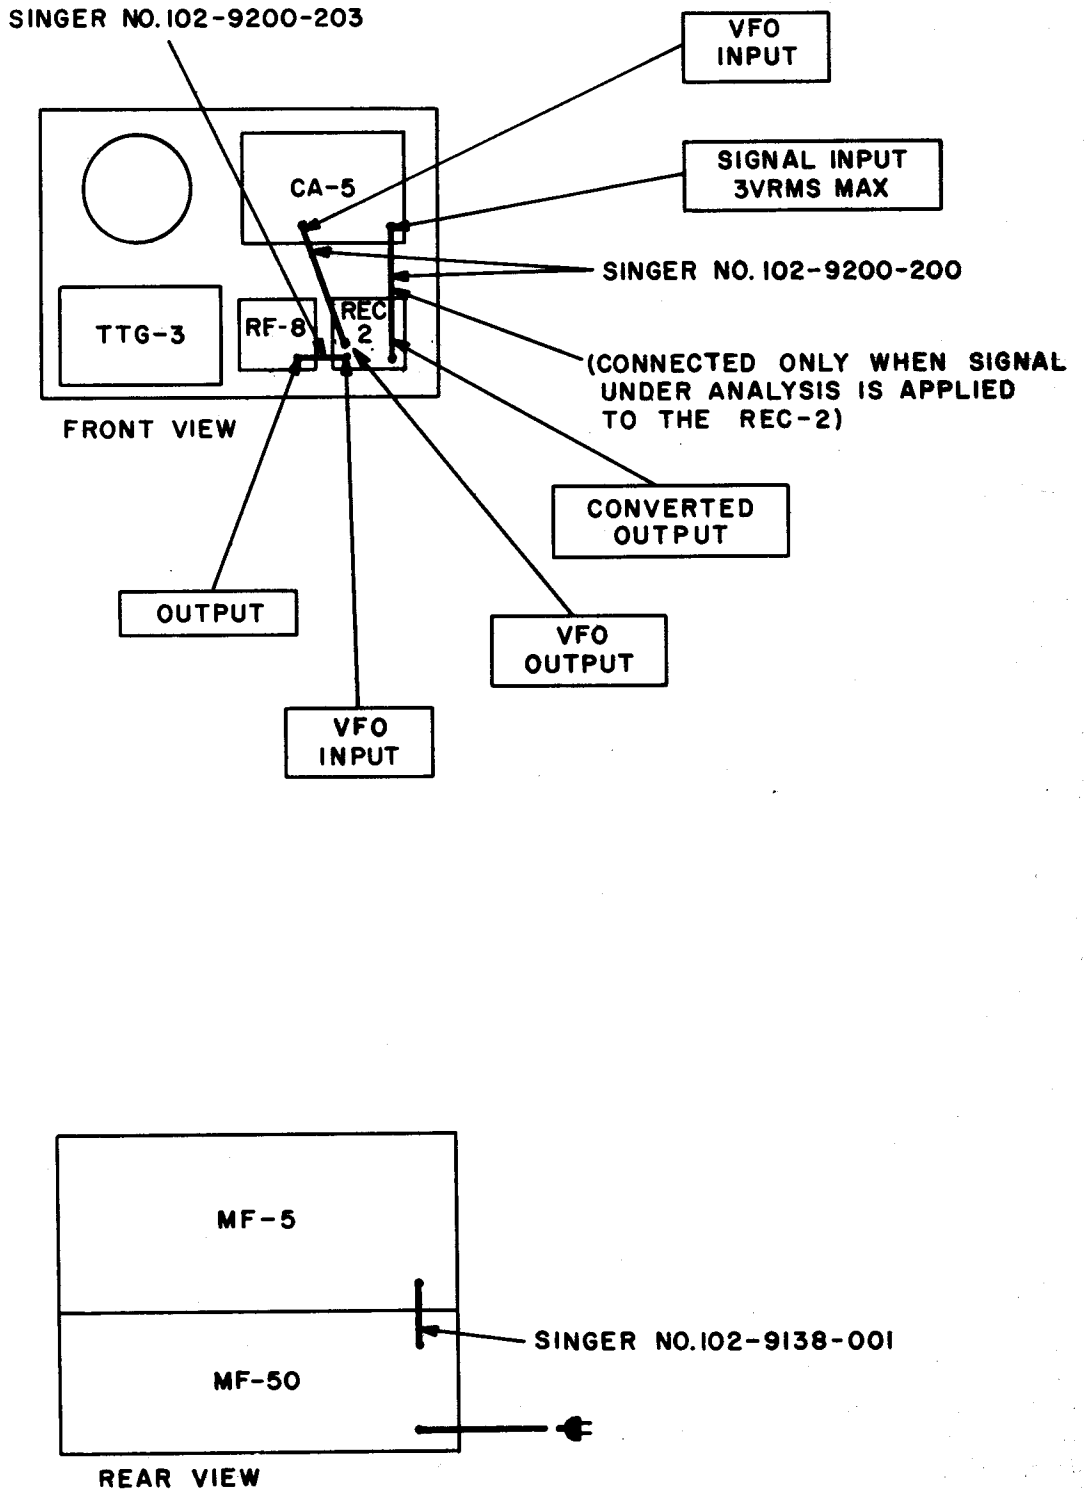 SINGER NO. 102-9200-203
VFO
INPUT
SIGNAL INPUT
3VRMS MAX
CA-5
SINGER NO. 102-9200-200
TTG-3
RF-8
REC
2
(CONNECTED ONLY WHEN SIGNAL
UNDER ANALYSIS IS APPLIED
TO THE REC-2)
FRONT VIEW
CONVERTED
OUTPUT
OUTPUT
VFO
OUTPUT
VFO
INPUT
MF-5
SINGER NO. 102-9138-001
MF-50
REAR VIEW